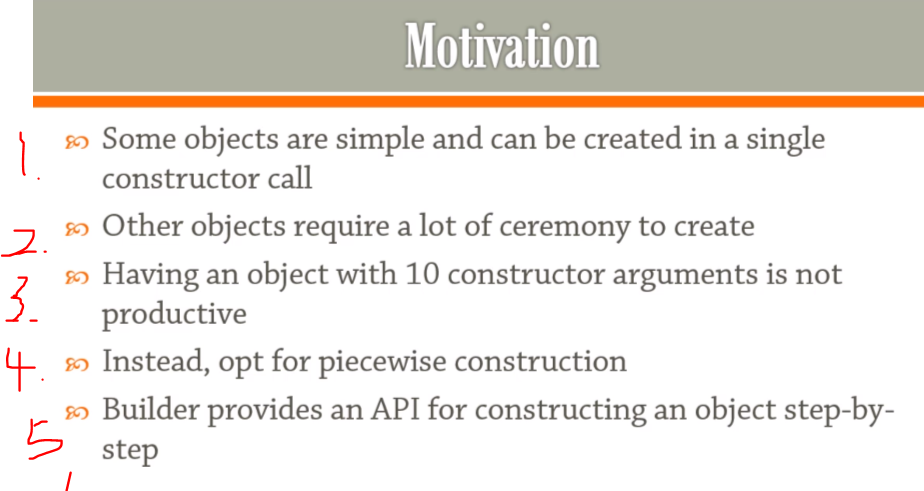 Motivation
1. Some objects are simple and can be created in a single
constructor call
2. Other objects require a lot of ceremony to create
3. Having an object with 10 constructor arguments is not
productive
4. Instead, opt for piecewise construction
5 Builder provides an API for constructing an object step-by-
step